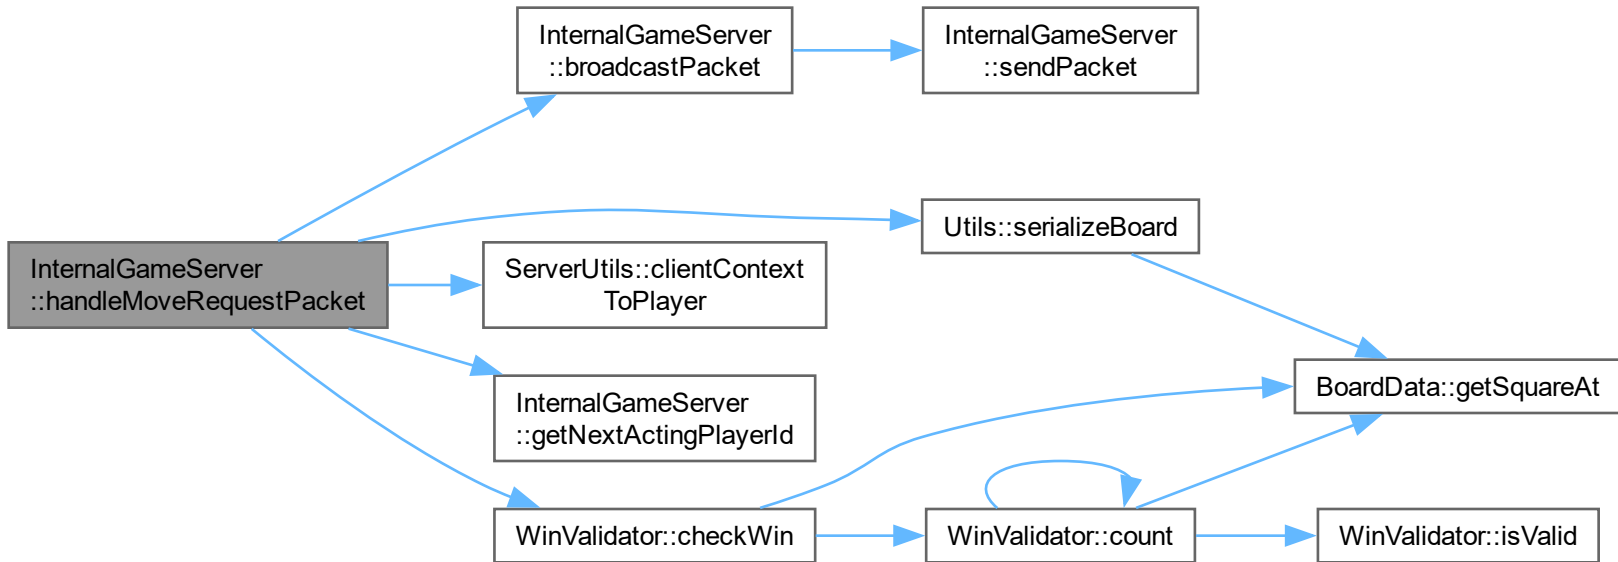 InternalGameServer
::broadcastPacket
InternalGameServer
::sendPacket
Utils::serializeBoard
InternalGameServer
::handleMoveRequestPacket
ServerUtils::clientContext
ToPlayer
BoardData::getSquareAt
InternalGameServer
::getNextActingPlayerId
WinValidator::checkWin
WinValidator::count
WinValidator::isValid